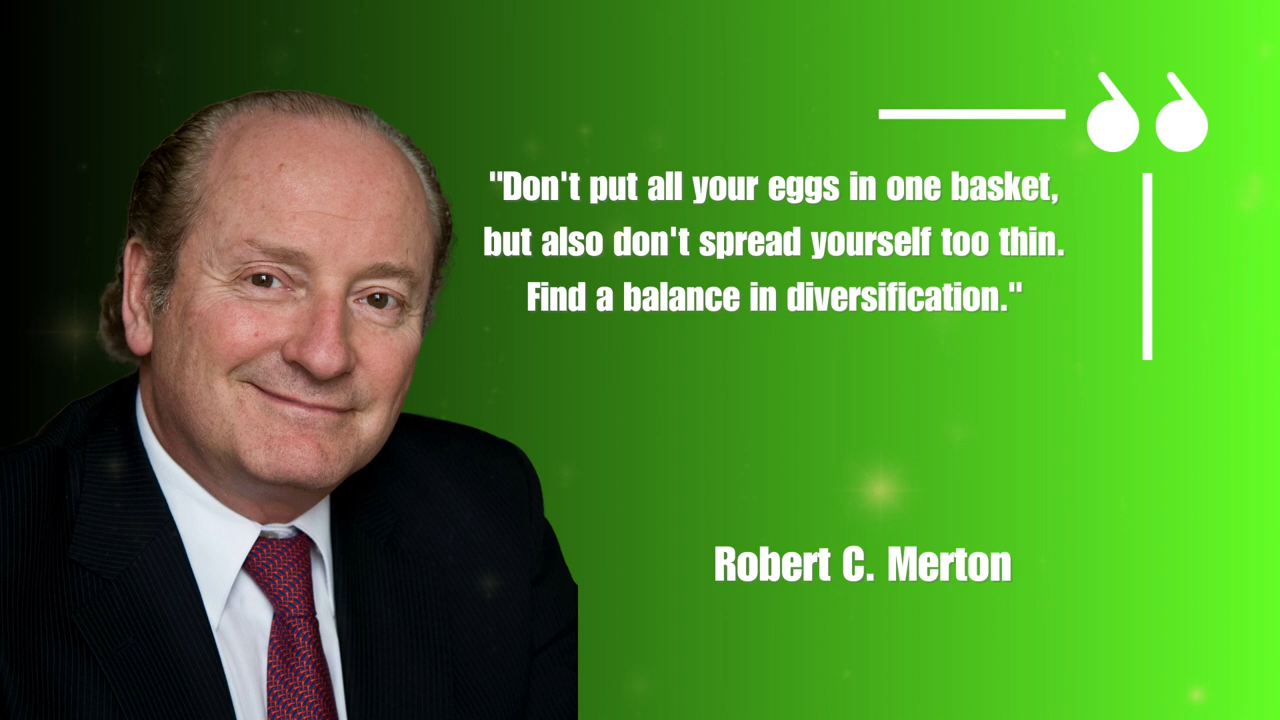 "Don't put all your eggs in one basket,
but also don't spread yourself too thin.
Find a balance in diversification."
Robert C. Merton